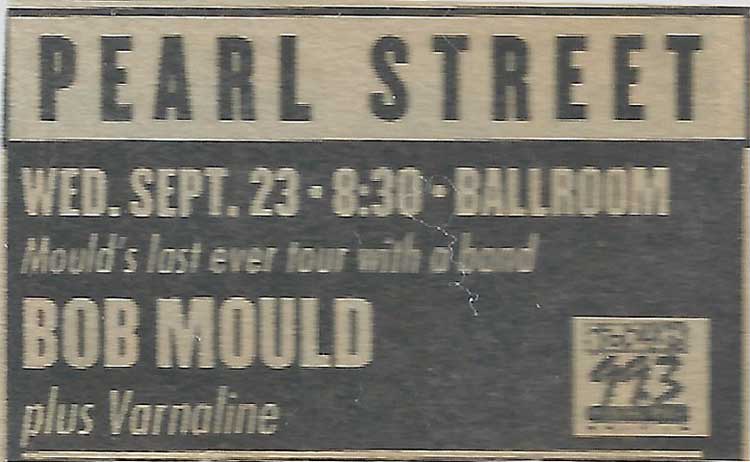 PEARL STREET
WED. SEPT. 23 • 8:30 • BALLROOM
Mould's last ever tour with a band
BOB MOULD
plus Varnaline